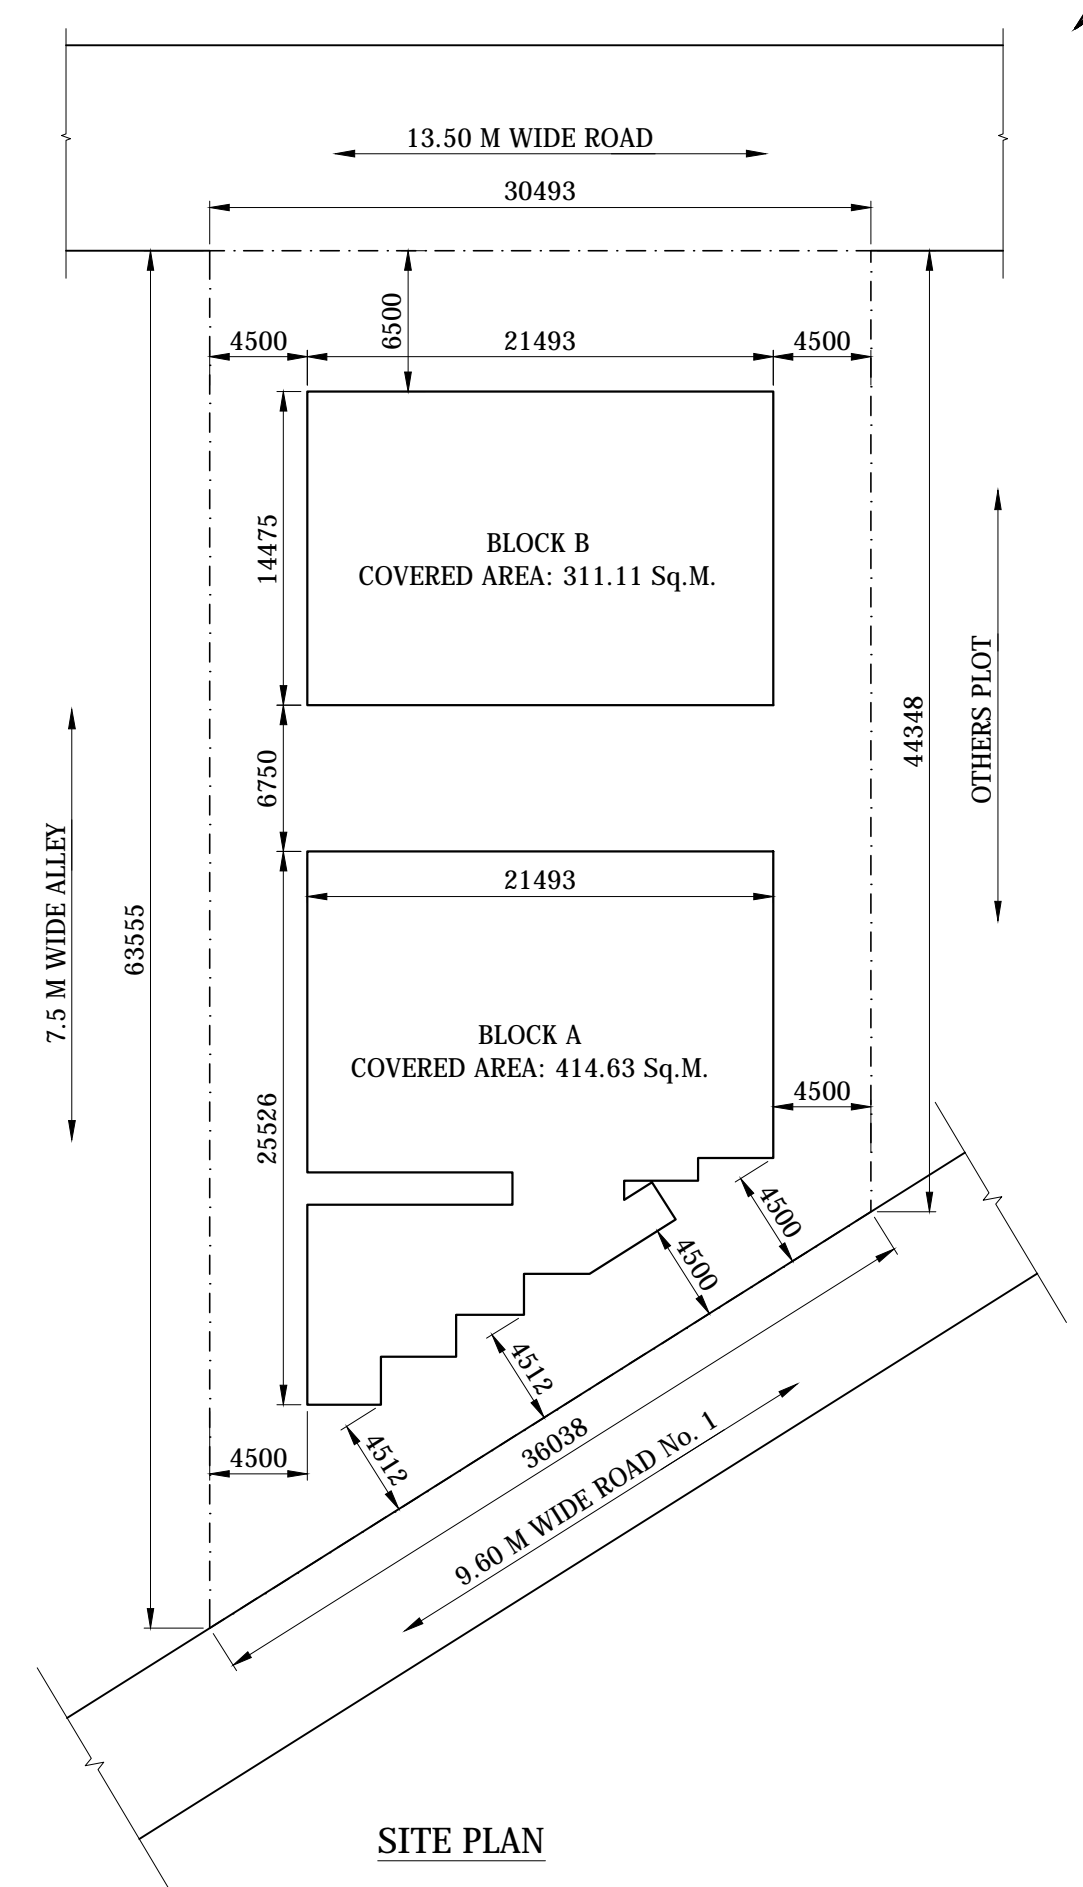 13.50 M WIDE ROAD
30493
6500
4500
21493
4500
14475
BLOCK B
COVERED AREA: 311.11 Sq.M.
OTHERS PLOT
44348
6750
7.5 M WIDE ALLEY
63555
21493
BLOCK A
COVERED AREA: 414.63 Sq.M.
4500
25526
4500
4500
4512
4512
4500
36038
9.60 M WIDE ROAD No. 1
SITE PLAN